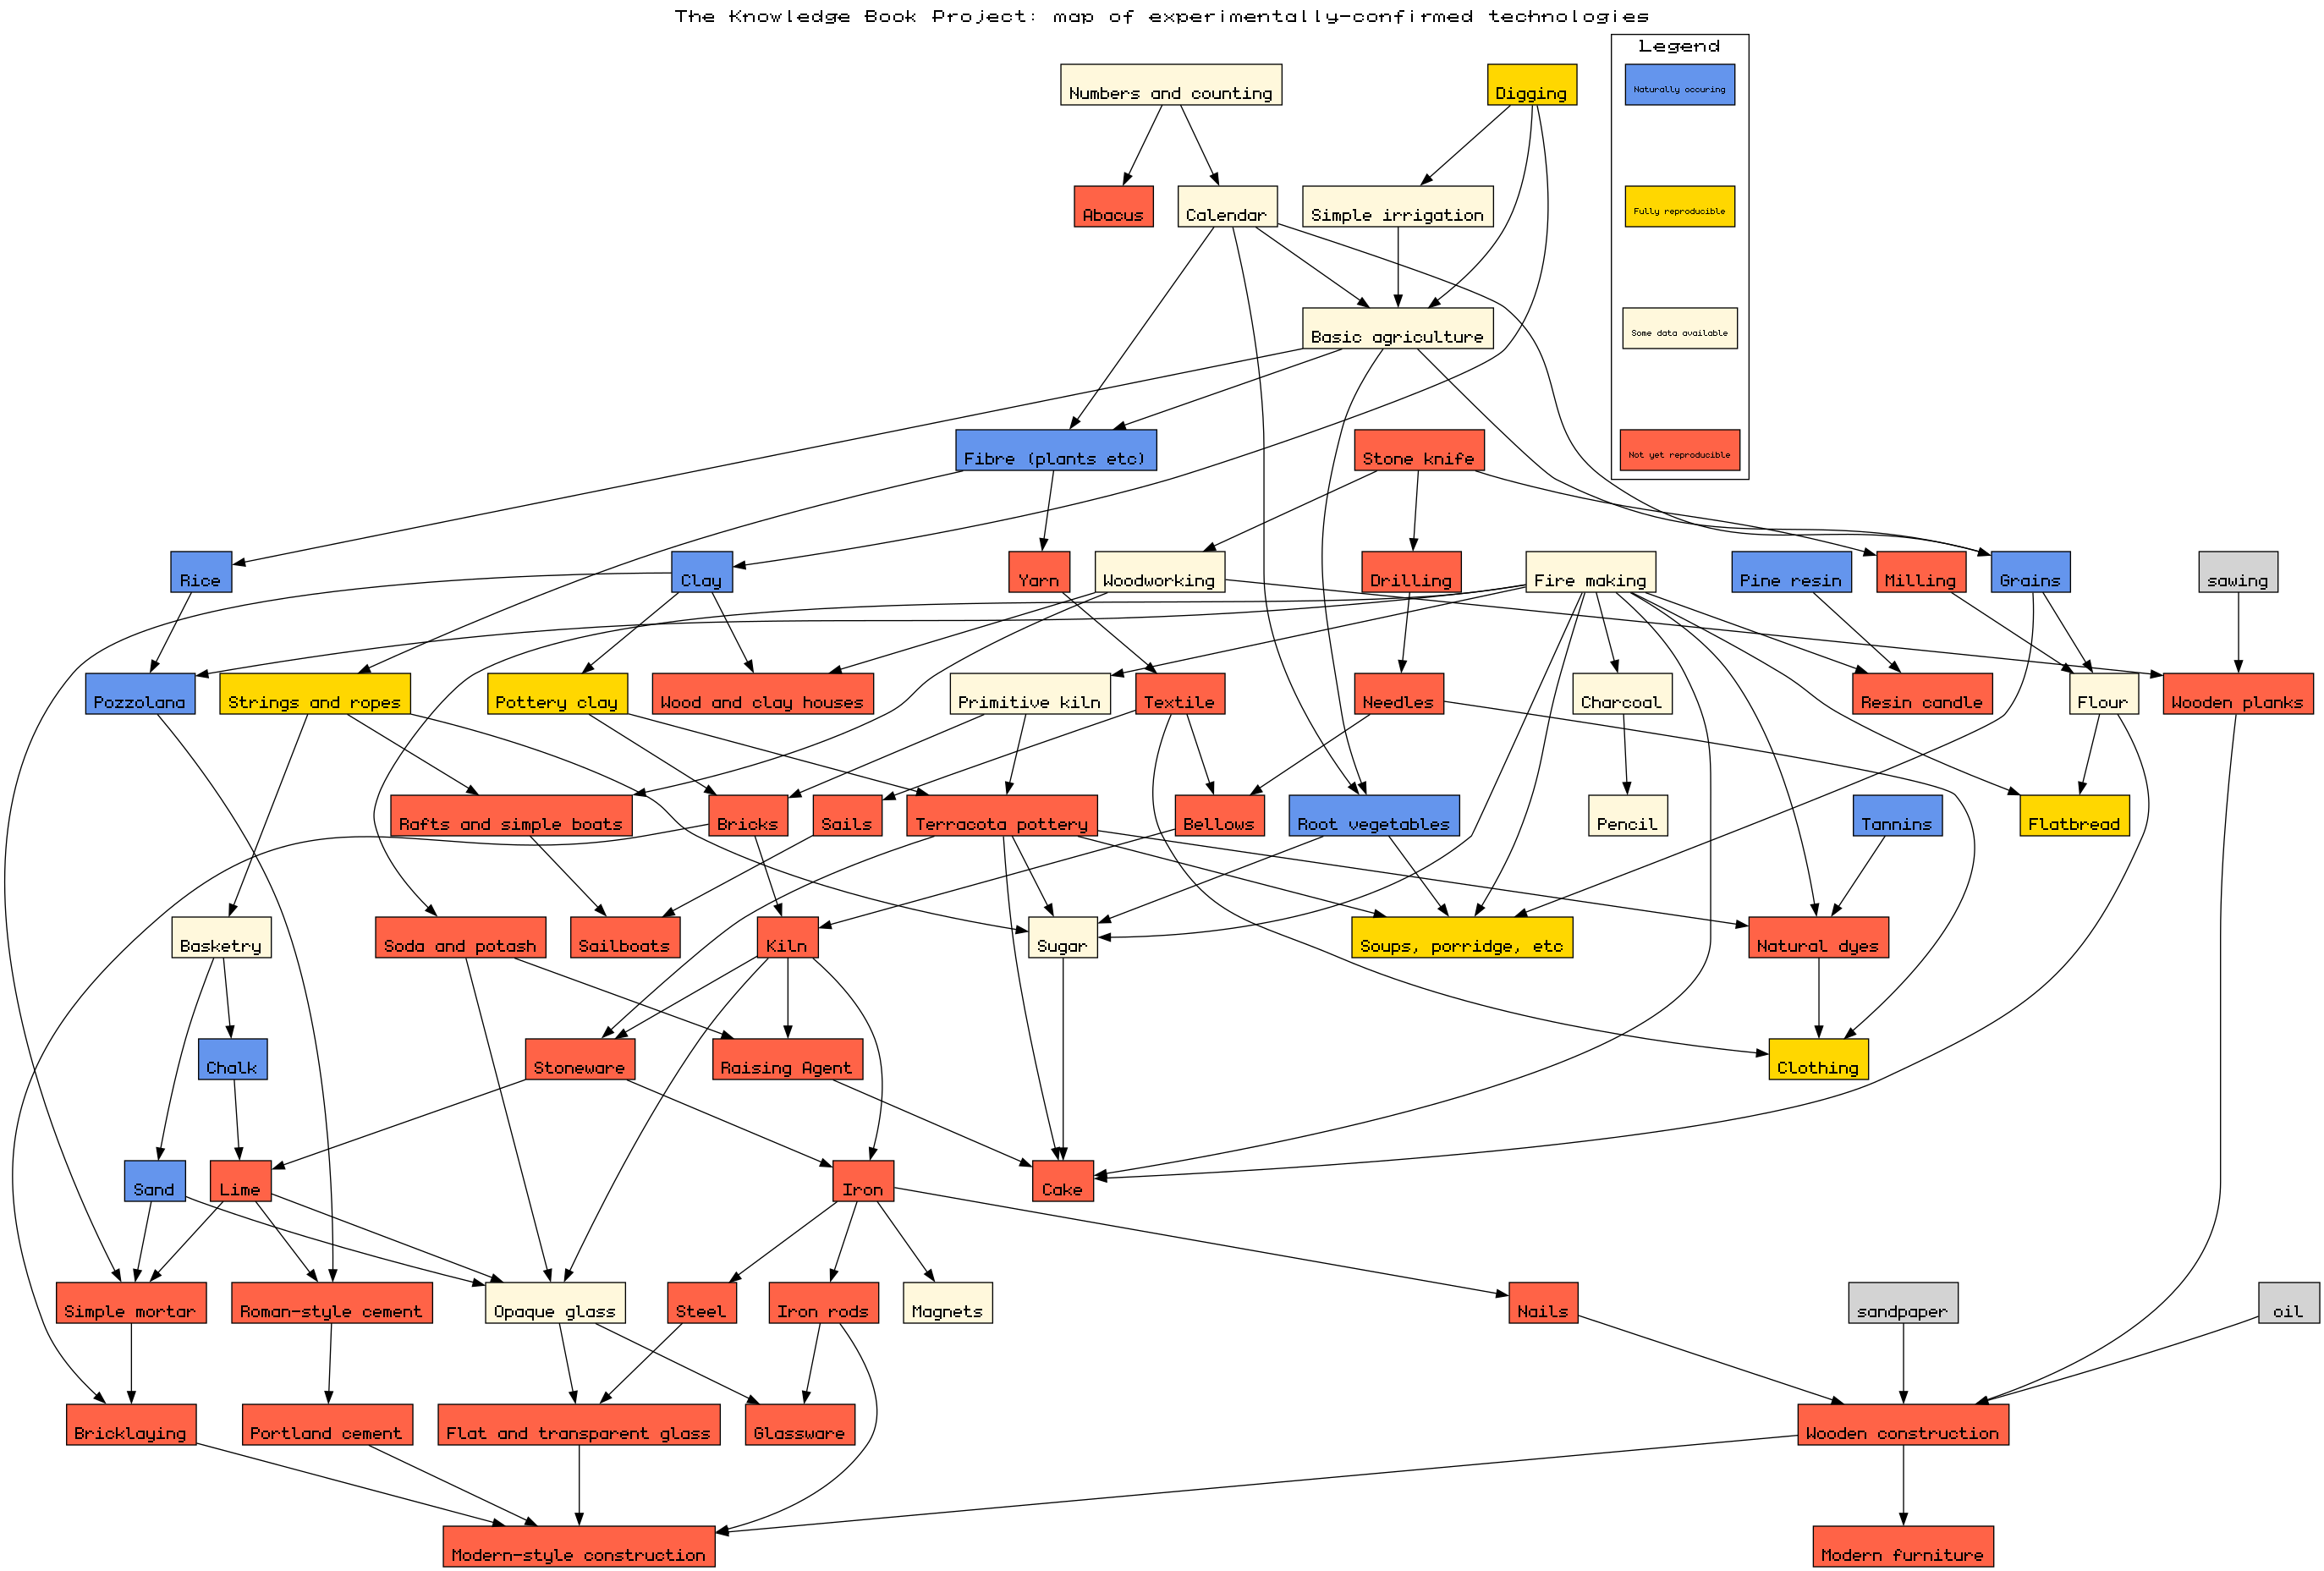 The Knowledge Book Project: map of experimentally-confirmed technologies
Legend
Numbers and counting
Digging
Naturally occuring
Abacus
Calendar
Simple irrigation
Fully reproducible
Basic agriculture
Some data available
Fibre (plants etc)
Stone knife
Not yet reproducible
Rice
Clay
Yarn
Woodworking
Drilling
Fire making
Pine resin
Milling
Grains
sawing
Pozzolana
Strings and ropes
Pottery clay
Wood and clay houses
Primitive kiln
Textile
Needles
Charcoal
Resin candle
Flour
Wooden planks
Rafts and simple boats
Bricks
Sails
Terracota pottery
Bellows
Root vegetables
Pencil
Tannins
Flatbread
Basketry
Soda and potash
Sailboats
Kiln
Sugar
Soups, porridge, etc
Natural dyes
Chalk
Stoneware
Raising Agent
Clothing
Sand
Lime
Iron
Cake
Simple mortar
Roman-style cement
Opaque glass
Steel
Iron rods
Magnets
Nails
sandpaper
oil
Bricklaying
Portland cement
Flat and transparent glass
Glassware
Wooden construction
Modern-style construction
Modern furniture